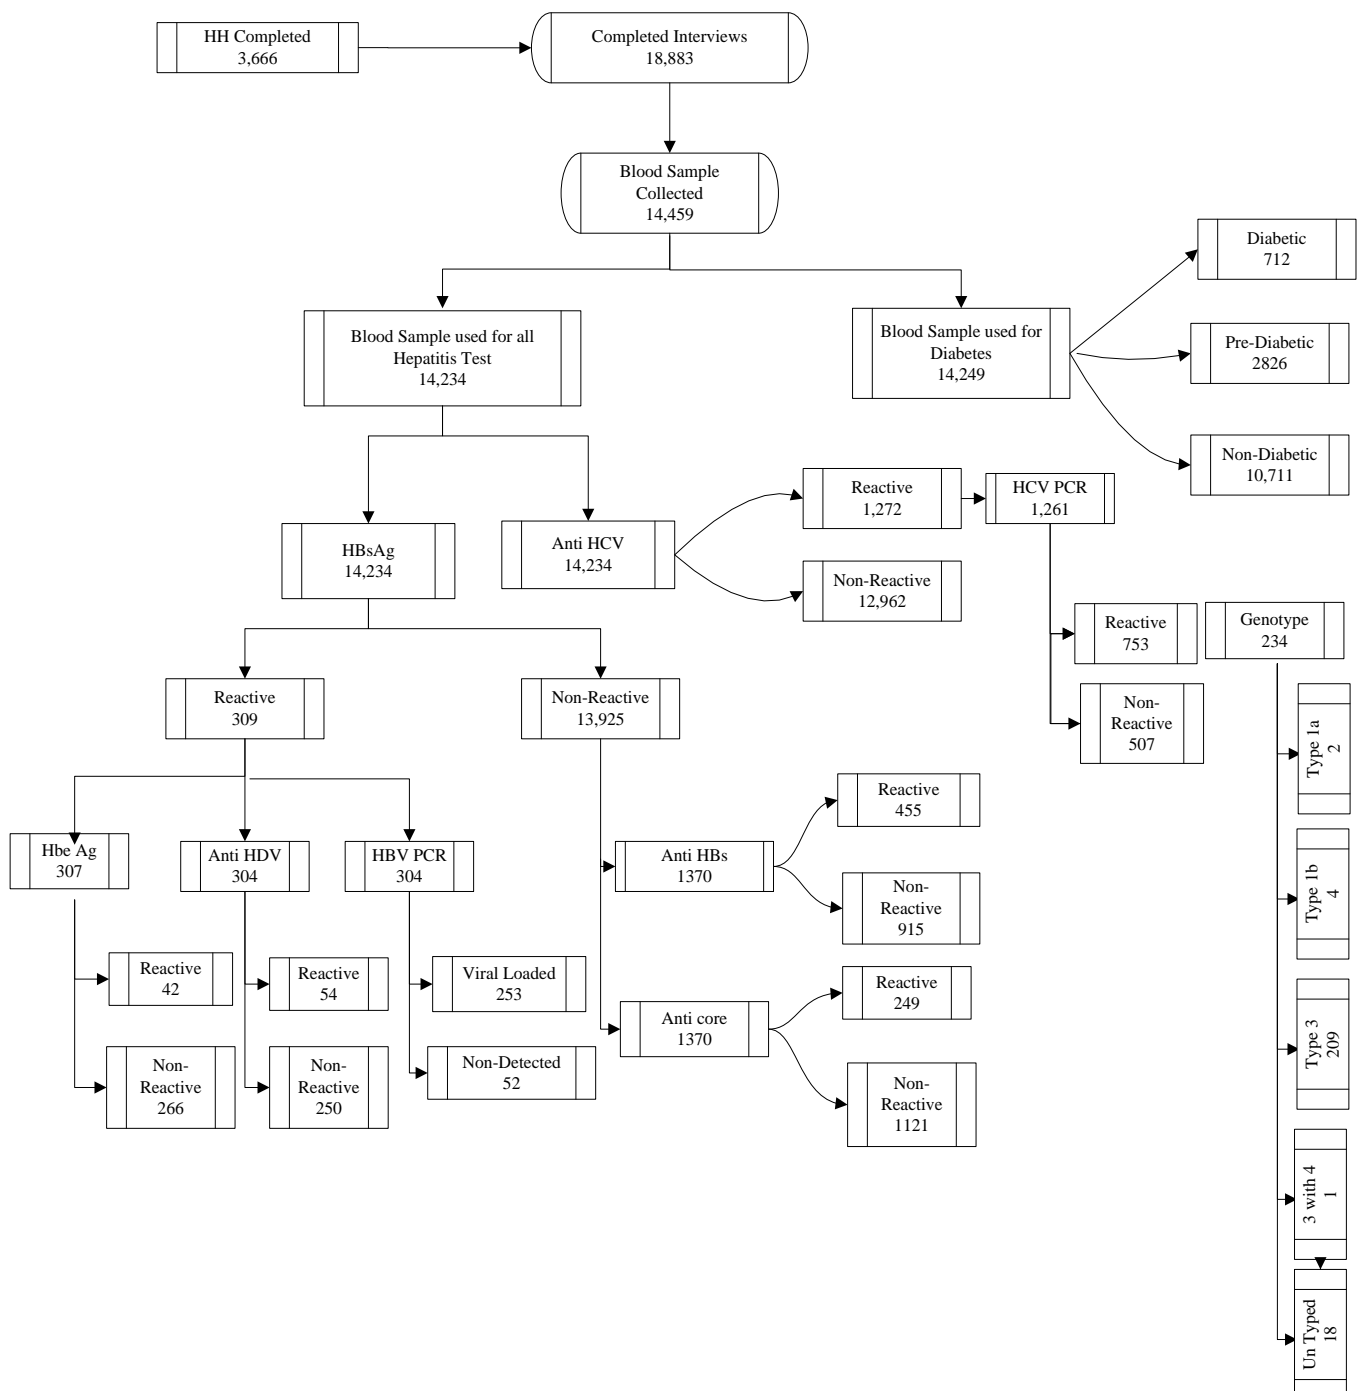 HH Completed
3,666
Completed Interviews
18,883
Blood Sample
Collected
14,459
Diabetic
712
Blood Sample used for all
Hepatitis Test
14,234
Blood Sample used for
Diabetes
14,249
Pre-Diabetic
2826
Non-Diabetic
10,711
Reactive
1,272
HCV PCR
1,261
HBsAg
14,234
Anti HCV
14,234
Non-Reactive
12,962
Reactive
753
Genotype
234
Reactive
309
Non-Reactive
13,925
Non-
Reactive
507
Type 1a
2
Reactive
455
Hbe Ag
307
Anti HDV
304
HBV PCR
304
Anti HBs
1370
Type 1b
4
Non-
Reactive
915
Reactive
42
Reactive
54
Viral Loaded
253
Reactive
249
Anti core
1370
Type 3
209
Non-
Reactive
266
Non-
Reactive
250
Non-Detected
52
Non-
Reactive
1121
3 with 4
1
Un Typed
18